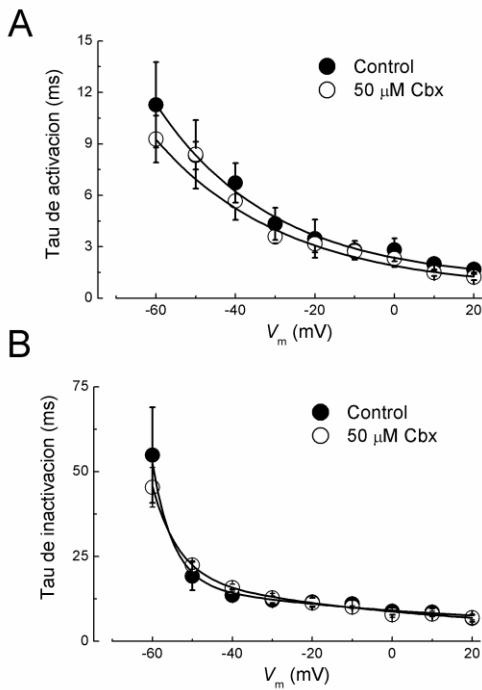 A
Tau de activacion (ms)
15
12
9
6
3
0
Control
50 μM Cbx
-60
-40
-20
0
20
Vm (mV)
B
Tau de inactivacion (ms)
75
50
25
0
Control
50 μM Cbx
-60
-40
-20
0
20
Vm (mV)